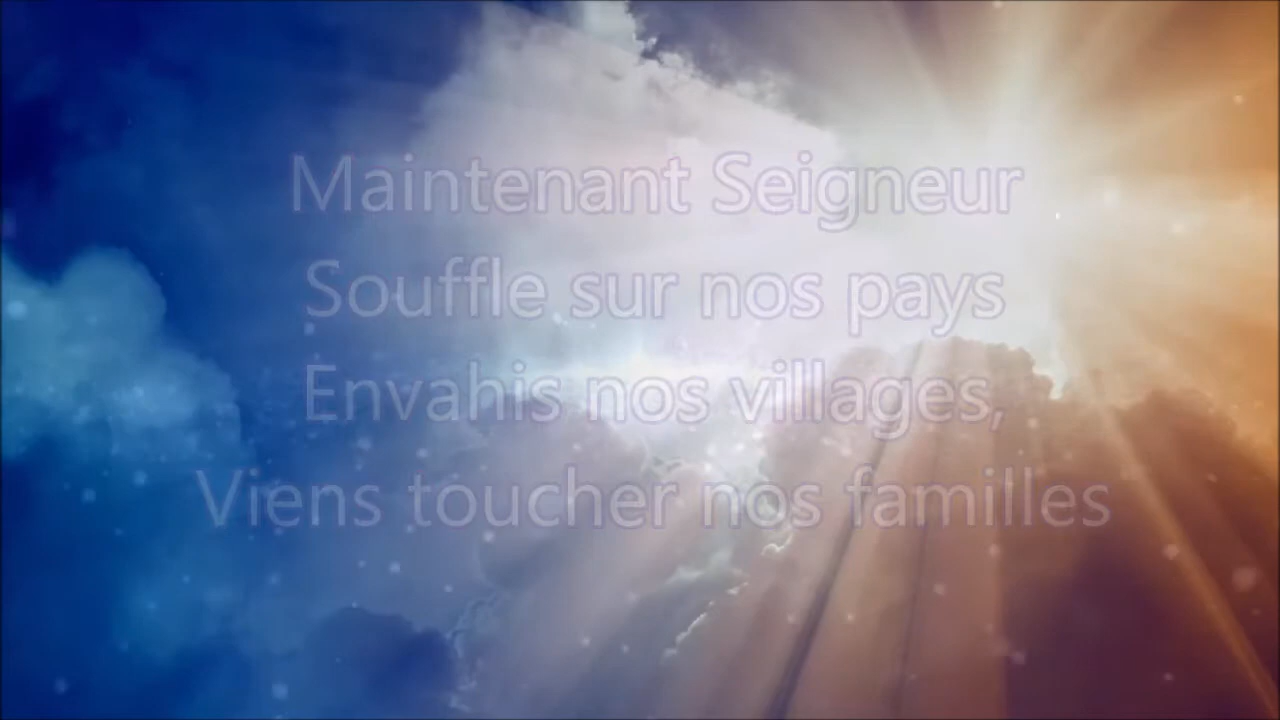 Maintenant Seigneur
Souffle sur nos pays
Envahis nos villages,
Viens toucher nos familles